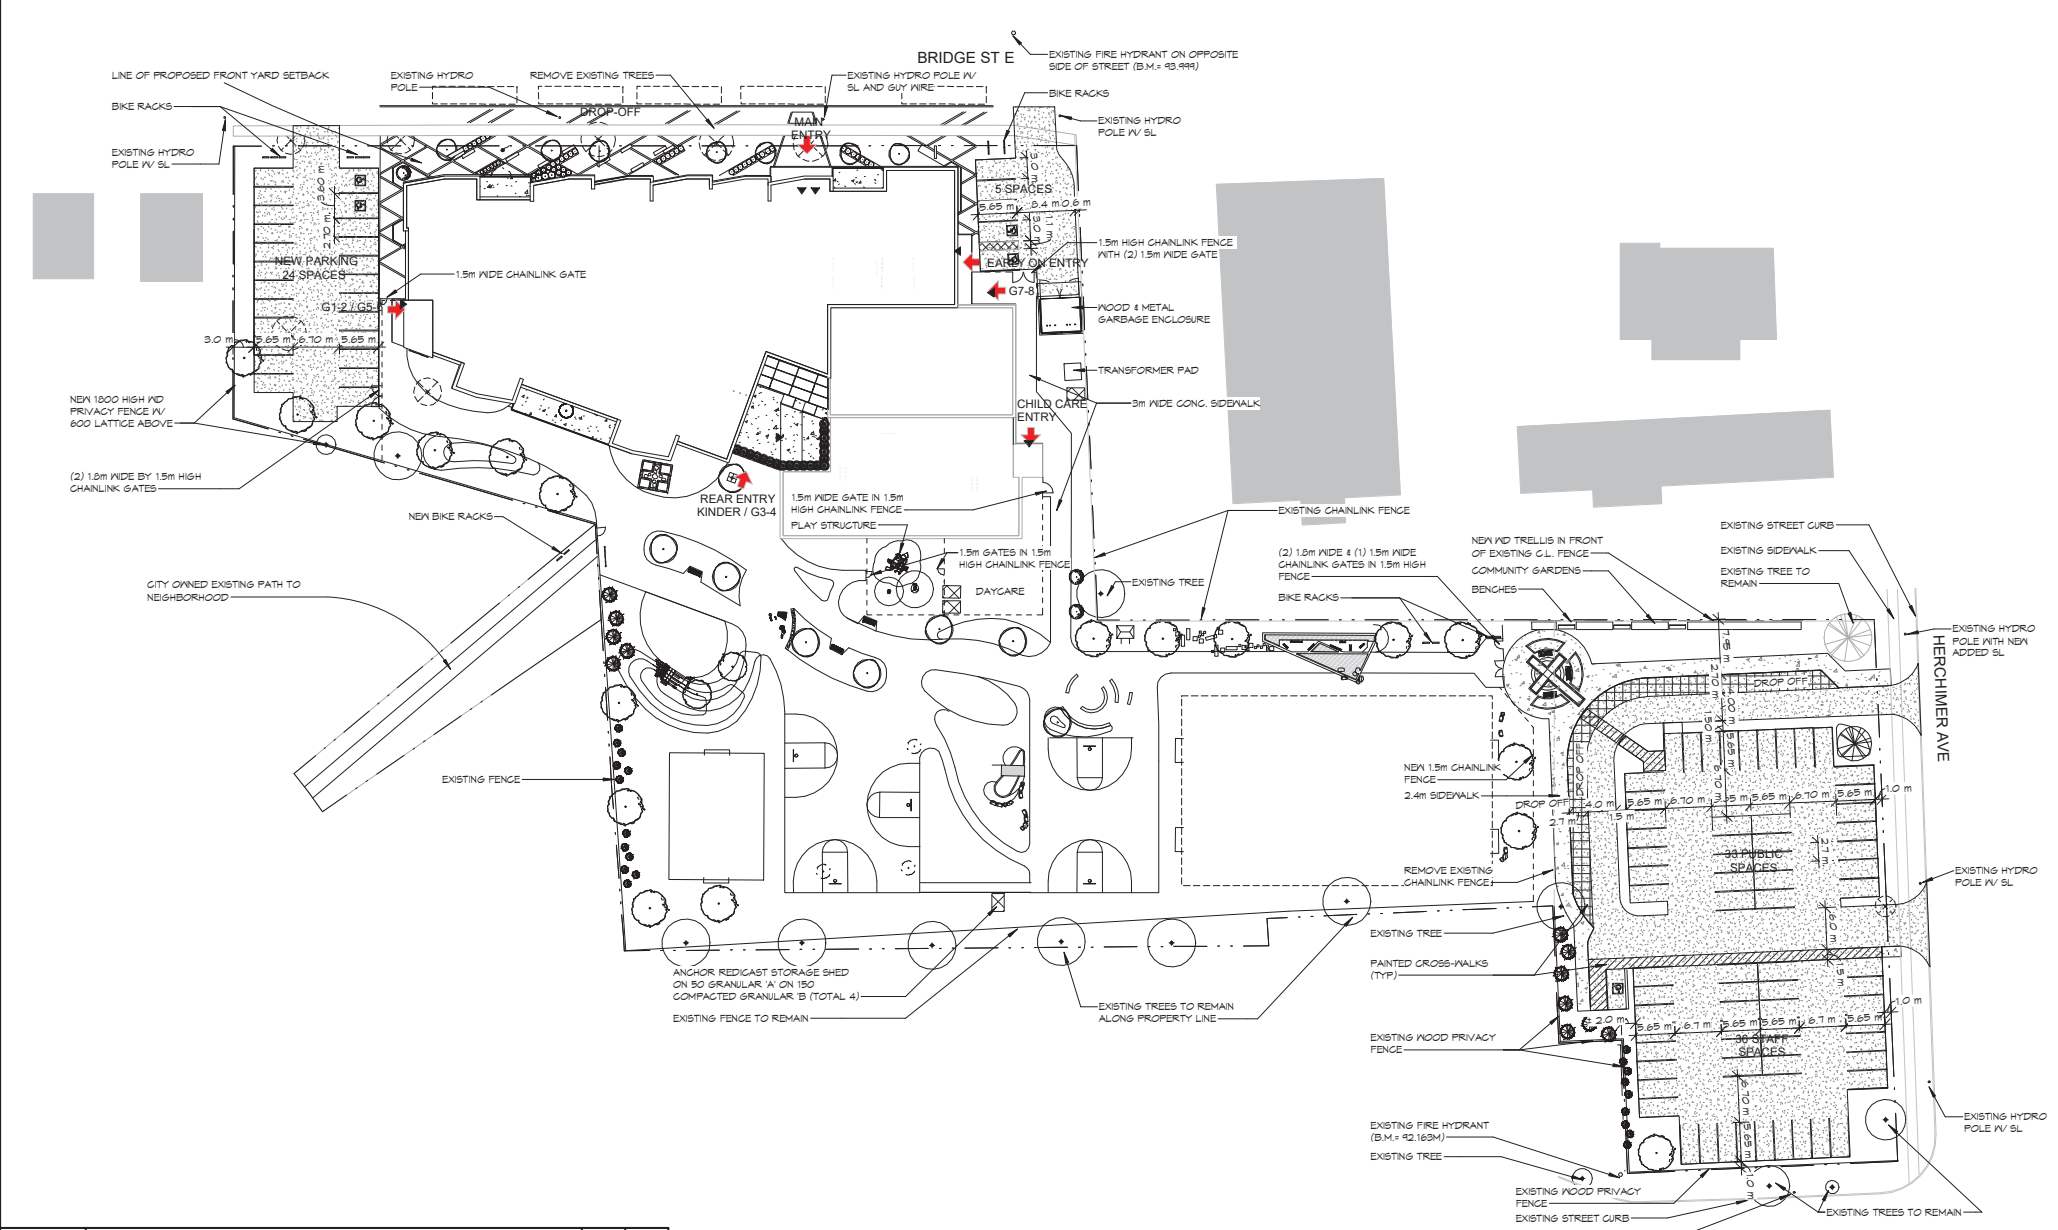 BRIDGE ST E
EXISTING FIRE HYDRANT ON OPPOSITE
SIDE OF STREET (B.M.= 93.999)
LINE OF PROPOSED FRONT YARD SETBACK
EXISTING HYDRO
POLE
REMOVE EXISTING TREES
EXISTING HYDRO POLE W/
SL AND GUY WIRE
BIKE RACKS
BIKE RACKS
DROP-OFF
MAIN
ENTRY
EXISTING HYDRO
POLE W/ SL
EXISTING HYDRO
POLE W/ SL
5 SPACES
5.65 m
6.4 m
0.6 m
1.5m HIGH CHAINLINK FENCE
WITH (2) 1.5m WIDE GATE
EARLY ON ENTRY
NEW PARKING
24 SPACES
1.5m WIDE CHAINLINK GATE
G7-8
G1-2 / G5-
WOOD & METAL
GARBAGE ENCLOSURE
3.0 m
5.65 m
6.70 m
5.65 m
TRANSFORMER PAD
NEW 1800 HIGH WD
PRIVACY FENCE W/
600 LATTICE ABOVE
CHILD CARE
ENTRY
3m WIDE CONC. SIDEWALK
(2) 1.8m WIDE BY 1.5m HIGH
CHAINLINK GATES
REAR ENTRY
KINDER / G3-4
1.5m WIDE GATE IN 1.5m
HIGH CHAINLINK FENCE
PLAY STRUCTURE
NEW BIKE RACKS
EXISTING CHAINLINK FENCE
1.5m GATES IN 1.5m
HIGH CHAINLINK FENCE
(2) 1.8m WIDE & (1) 1.5m WIDE
CHAINLINK GATES IN 1.5m HIGH
FENCE
NEW WD TRELLIS IN FRONT
OF EXISTING C.L. FENCE
COMMUNITY GARDENS
BENCHES
EXISTING STREET CURB
EXISTING SIDEWALK
EXISTING TREE TO
REMAIN
CITY OWNED EXISTING PATH TO
NEIGHBORHOOD
DAYCARE
EXISTING TREE
BIKE RACKS
EXISTING HYDRO
POLE WITH NEW
ADDED SL
HERCHIMER AVE
DROP OFF
DROP OFF
EXISTING FENCE
NEW 1.5m CHAINLINK
FENCE
2.4m SIDEWALK
DROP OFF
4.0 m
5.65 m
6.70 m
5.65 m
5.65 m
6.70 m
5.65 m
1.0 m
2.7 m
1.5 m
33 PUBLIC
SPACES
REMOVE EXISTING
CHAINLINK FENCE
EXISTING HYDRO
POLE W/ SL
EXISTING TREE
PAINTED CROSS-WALKS
(TYP)
ANCHOR REDICAST STORAGE SHED
ON 50 GRANULAR 'A' ON 150
COMPACTED GRANULAR 'B (TOTAL 4)
EXISTING FENCE TO REMAIN
EXISTING TREES TO REMAIN
ALONG PROPERTY LINE
1.0 m
± 2.0 m
5.65 m
6.7 m
5.65 m
5.65 m
6.7 m
5.65 m
36 STAFF
SPACES
EXISTING WOOD PRIVACY
FENCE
EXISTING HYDRO
POLE W/ SL
EXISTING FIRE HYDRANT
(B.M.= 92.163M)
EXISTING TREE
EXISTING WOOD PRIVACY
FENCE
EXISTING STREET CURB
EXISTING TREES TO REMAIN